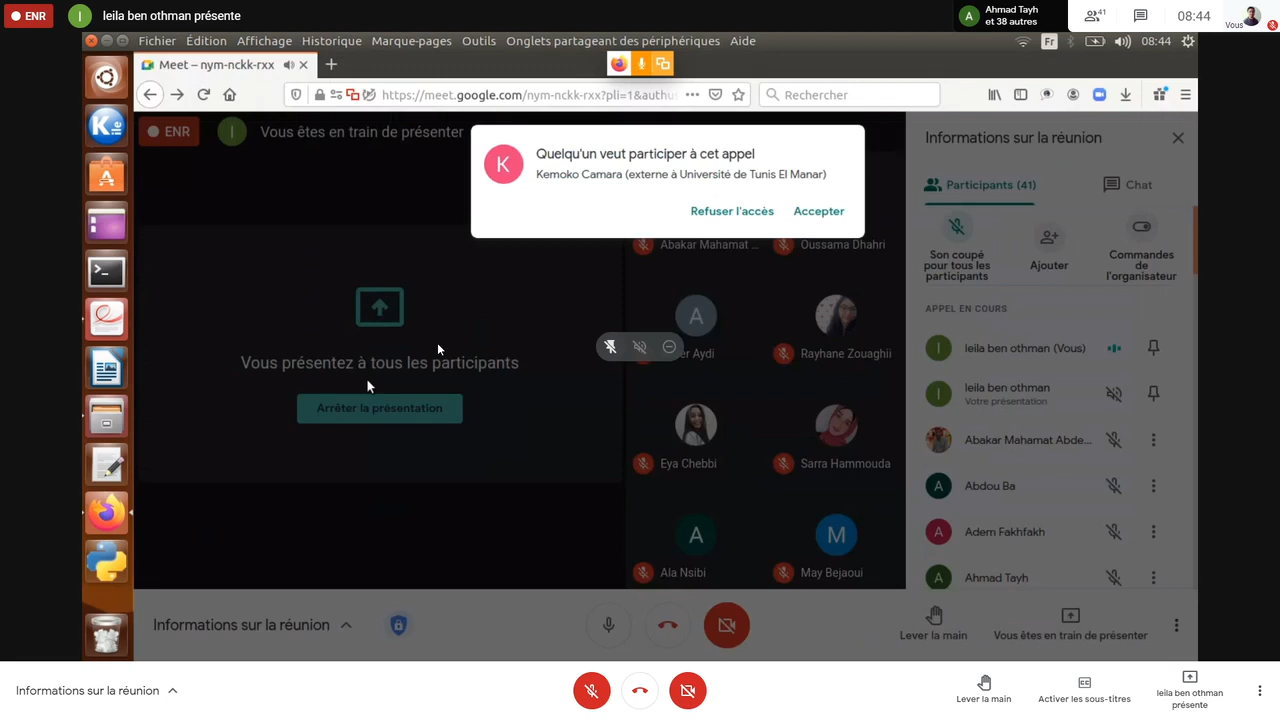 ENR
I
leila ben othman présente
A
Ahmad Tayh
et 38 autres
41
08:44
Vous
Fichier Édition Affichage Historique Marque-pages Outils Onglets partageant des périphériques Aide
Fr
08:44
Meet – nym-nckk-rxx
https://meet.google.com/nym-nckk-rxx?pli=1&authu
Rechercher
ENR
I
Vous êtes en train de présenter
K
Quelqu'un veut participer à cet appel
Kemoko Camara (externe à Université de Tunis El Manar)
Refuser l'accès
Accepter
Informations sur la réunion
Participants (41)
Chat
Son coupé
pour tous les
participants
Ajouter
Commandes
de
l'organisateur
APPEL EN COURS
I
leila ben othman (Vous)
I
leila ben othman
Votre présentation
Abakar Mahamat Abde...
A
Abdou Ba
A
Adem Fakhfakh
A
Ahmad Tayh
Vous présentez à tous les participants
Arrêter la présentation
Abakar Mahamat ...
Oussama Dhahri
A
er Aydi
Rayhane Zouaghii
Eya Chebbi
Sarra Hammouda
A
Ala Nsibi
M
May Bejaoui
Informations sur la réunion
Lever la main
Vous êtes en train de présenter
Informations sur la réunion
Lever la main
Activer les sous-titres
leila ben othman
présente